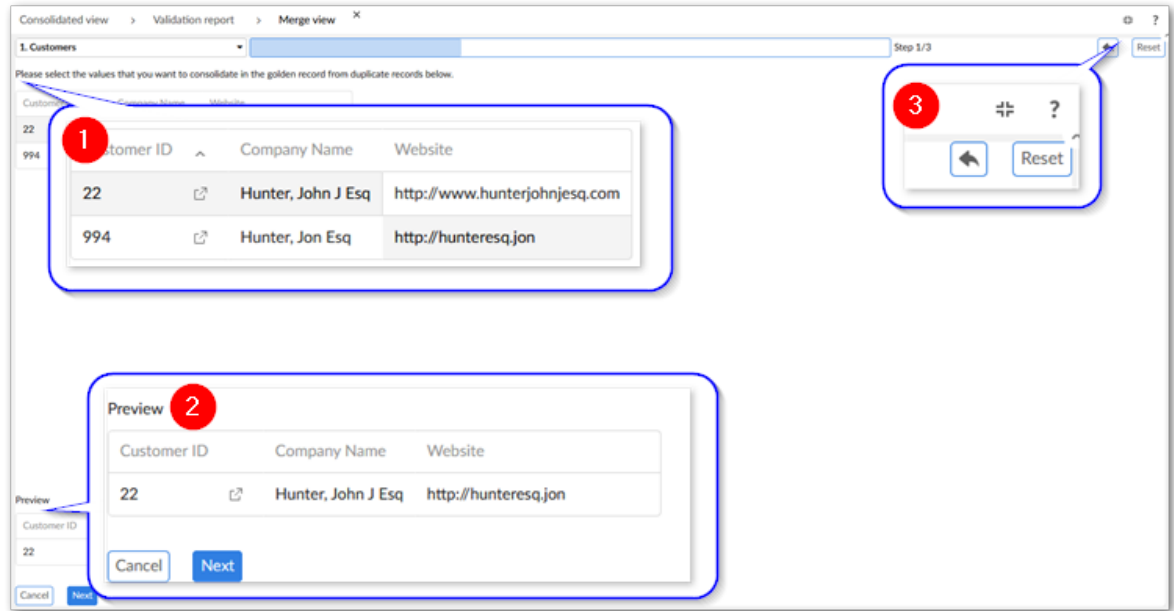 Consolidated view > Validation report > Merge view ×
?
1. Customers
Step 1/3
Reset
Please select the values that you want to consolidate in the golden record from duplicate records below.
Company Name Website
22
994
1
stomer ID Company Name Website
22 Hunter, John J Esq http://www.hunterjohnjesq.com
994 Hunter, Jon Esq http://hunteresq.jon
3
?
Reset
Preview 2
Customer ID Company Name Website
22 Hunter, John J Esq http://hunteresq.jon
Cancel Next
Preview
Customer ID
22
Cancel Next